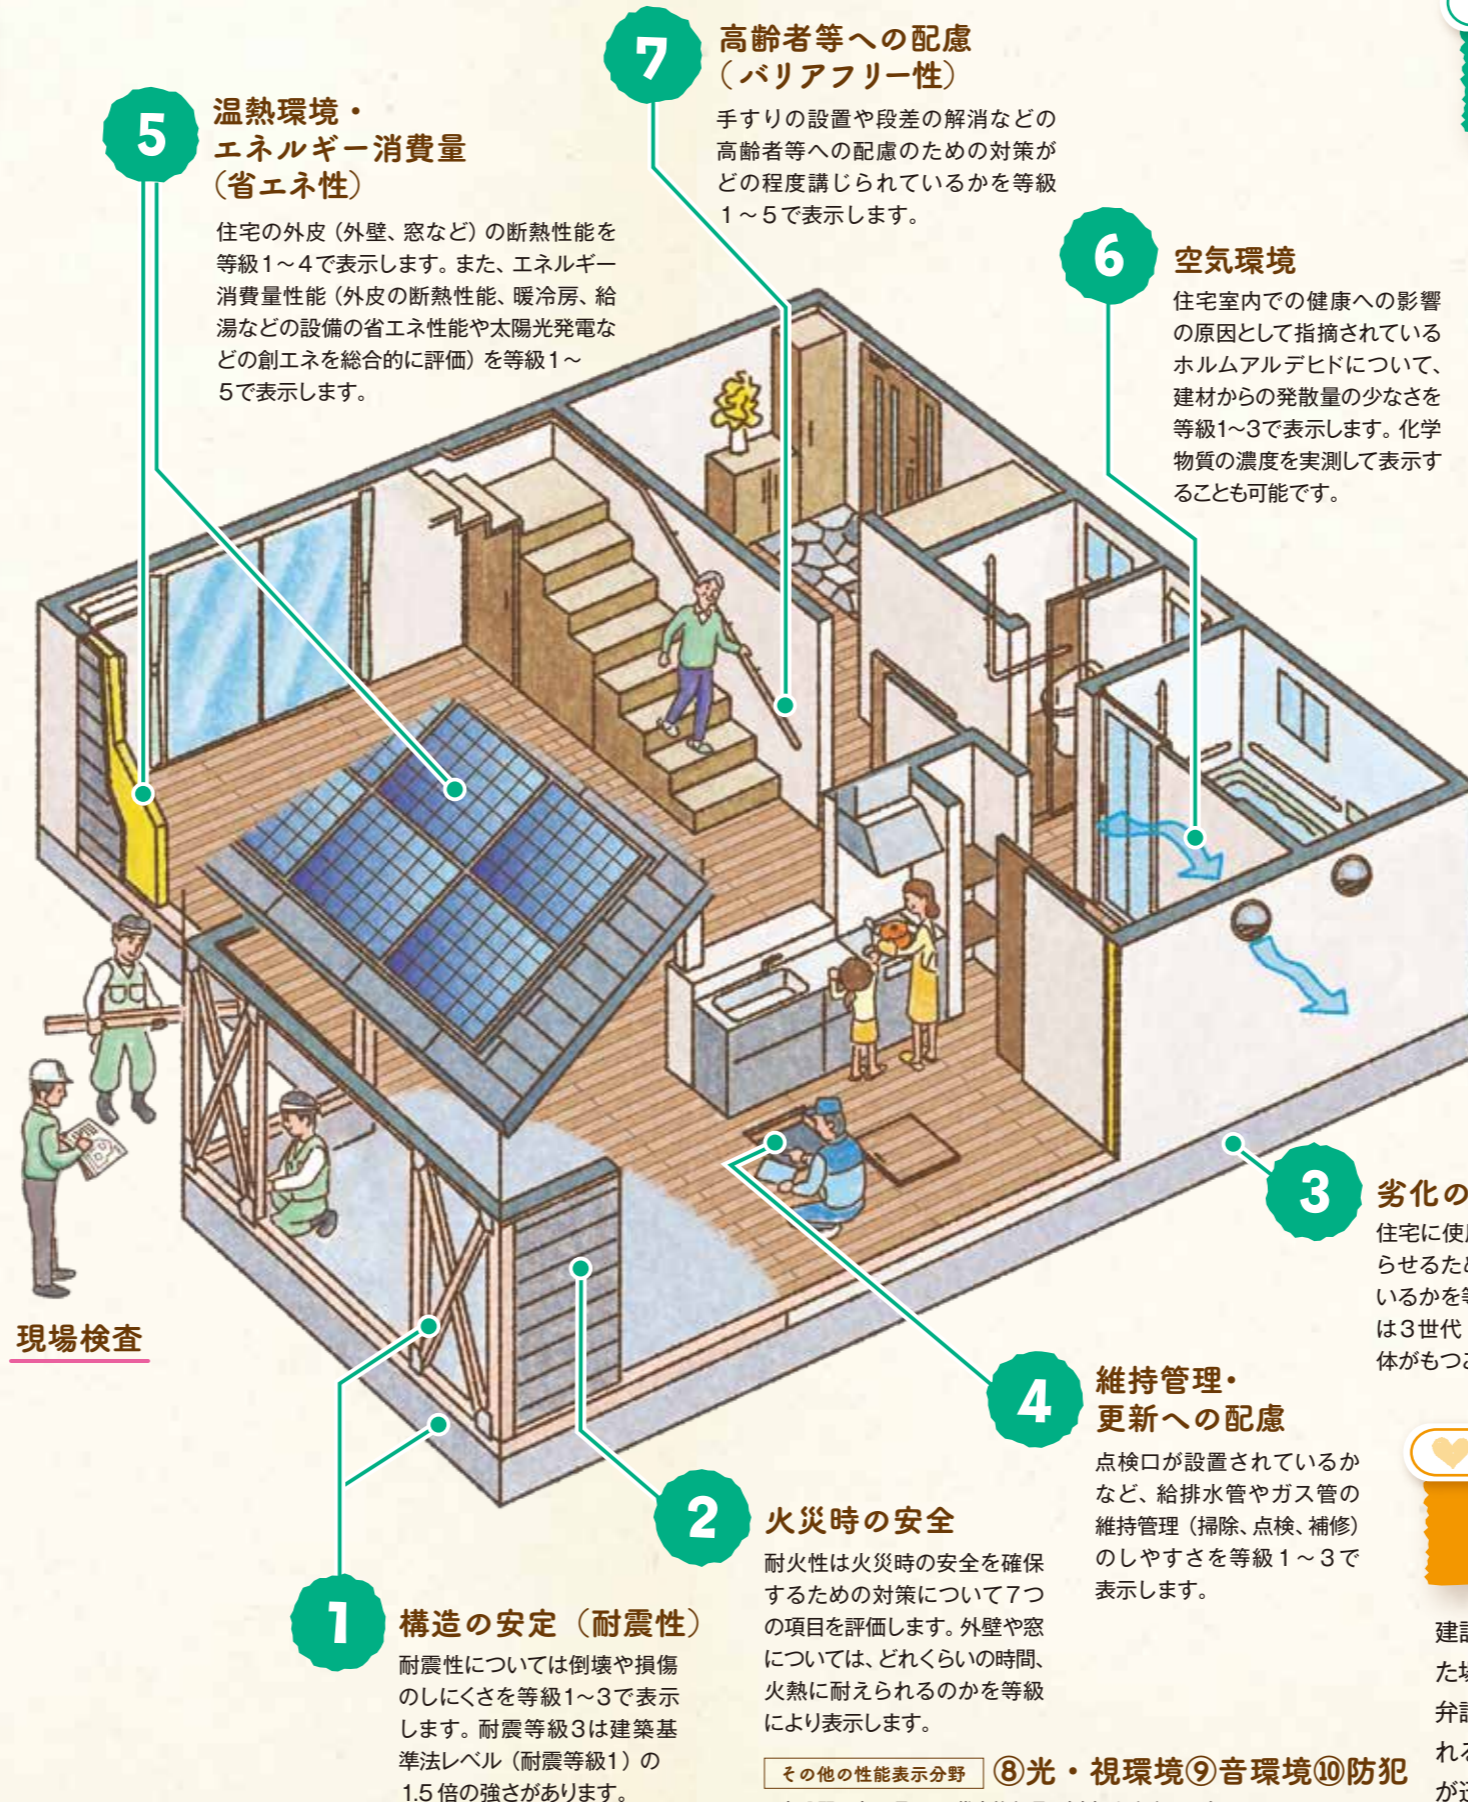 7
高齢者等への配慮
（バリアフリー性）
手すりの設置や段差の解消などの
高齢者等への配慮のための対策が
どの程度講じられているかを等級
1～5で表示します。
5
温熱環境・
エネルギー消費量
（省エネ性）
住宅の外皮（外壁、窓など）の断熱性能を
等級1～4で表示します。また、エネルギー
消費量性能（外皮の断熱性能、暖冷房、給
湯などの設備の省エネ性能や太陽光発電な
どの創エネを総合的に評価）を等級1～
5で表示します。
6
空気環境
住宅室内での健康への影響
の原因として指摘されている
ホルムアルデヒドについて、
建材からの発散量の少なさを
等級1～3で表示します。化学
物質の濃度を実測して表示す
ることも可能です。
現場検査
3
劣化の
住宅に使
らせるた
いるかを
は3世代
体がもつ
4
維持管理・
更新への配慮
点検口が設置されているか
など、給排水管やガス管の
維持管理（掃除、点検、補修）
のしやすさを等級1～3で
表示します。
2
火災時の安全
耐火性は火災時の安全を確保
するための対策について7つ
の項目を評価します。外壁や窓
については、どれくらいの時間、
火熱に耐えられるのかを等級
により表示します。
1
構造の安定（耐震性）
耐震性については倒壊や損傷
のしにくさを等級1～3で表示
します。耐震等級3は建築基
準法レベル（耐震等級1）の
1.5倍の強さがあります。
その他の性能表示分野 ⑧光・視環境⑨音環境⑩防犯
建
た
弁
れる
が